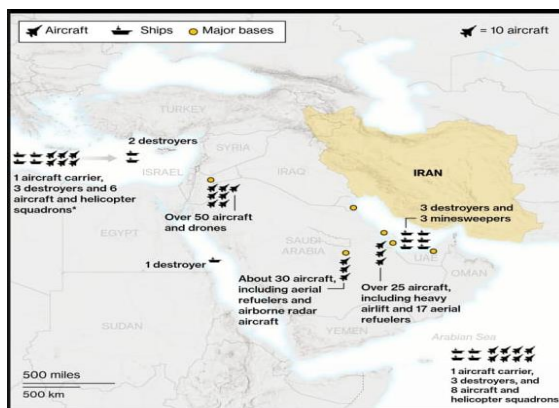 Aircraft Ships Major bases = 10 aircraft
TURKEY
2 destroyers
SYRIA
ISRAEL
IRAQ
IRAN
1 aircraft carrier,
3 destroyers and 6
aircraft and helicopter
squadrons*
Over 50 aircraft
and drones
3 destroyers and
3 minesweepers
EGYPT
SAUDI
ARABIA
UAE
OMAN
1 destroyer
About 30 aircraft,
including aerial
refuelers and
airborne radar
aircraft
Over 25 aircraft,
including heavy
airlift and 17 aerial
refuelers
SUDAN
YEMEN
Arabian Sea
1 aircraft carrier,
3 destroyers, and
8 aircraft and
helicopter squadrons
500 miles
500 km